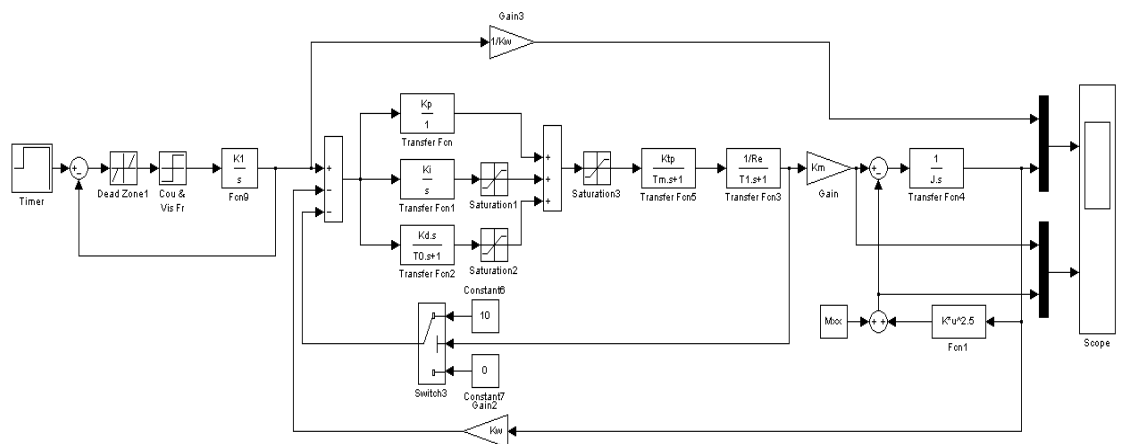 Gain3
1/Kw
Timer
+
−
Dead Zone1
Cou &
Vis Fr
K1
s
Fcn9
+
−
−
Kp
1
Transfer Fcn
Ki
s
Transfer Fcn1
Saturation1
Kd.s
T0.s+1
Transfer Fcn2
Saturation2
+
+
+
Saturation3
Ktp
Tm.s+1
Transfer Fcn5
1/Re
T1.s+1
Transfer Fcn3
Km
Gain
+
−
1
J.s
Transfer Fcn4
Constant6
10
Switch3
0
Constant7
Gain2
Kw
Mxx
+ +
K*u^2.5
Fcn1
Scope